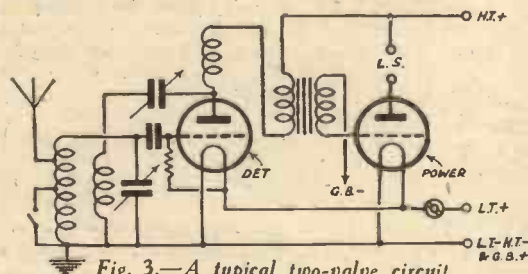 H.T.+
L.S.
DET
POWER
G.B.-
L.T.+
L.T.- H.T.-
& G.B.+
Fig. 3.—A typical two-valve circuit